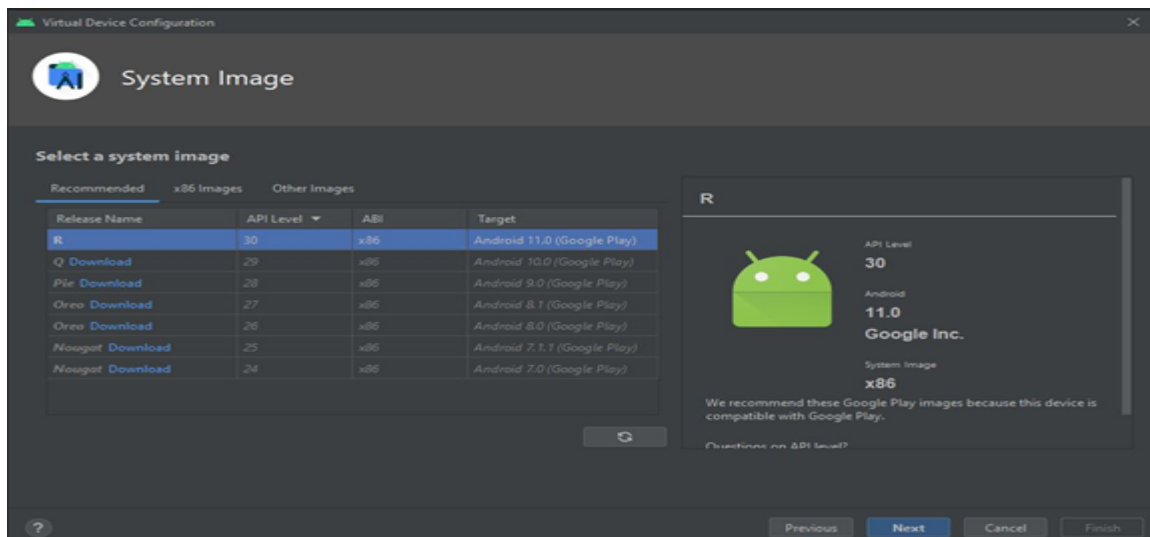 Virtual Device Configuration
System Image
Select a system image
Recommended x86 Images Other Images
Release Name API Level ABI Target
R 30 x86 Android 11.0 (Google Play)
Q Download 29 x86 Android 10.0 (Google Play)
Pie Download 28 x86 Android 9.0 (Google Play)
Oreo Download 27 x86 Android 8.1 (Google Play)
Oreo Download 26 x86 Android 8.0 (Google Play)
Nougat Download 25 x86 Android 7.1.1 (Google Play)
Nougat Download 24 x86 Android 7.0 (Google Play)
R
API Level
30
Android
11.0
Google Inc.
System Image
x86
We recommend these Google Play images because this device is
compatible with Google Play.
Questions on API level?
?
Previous Next Cancel Finish